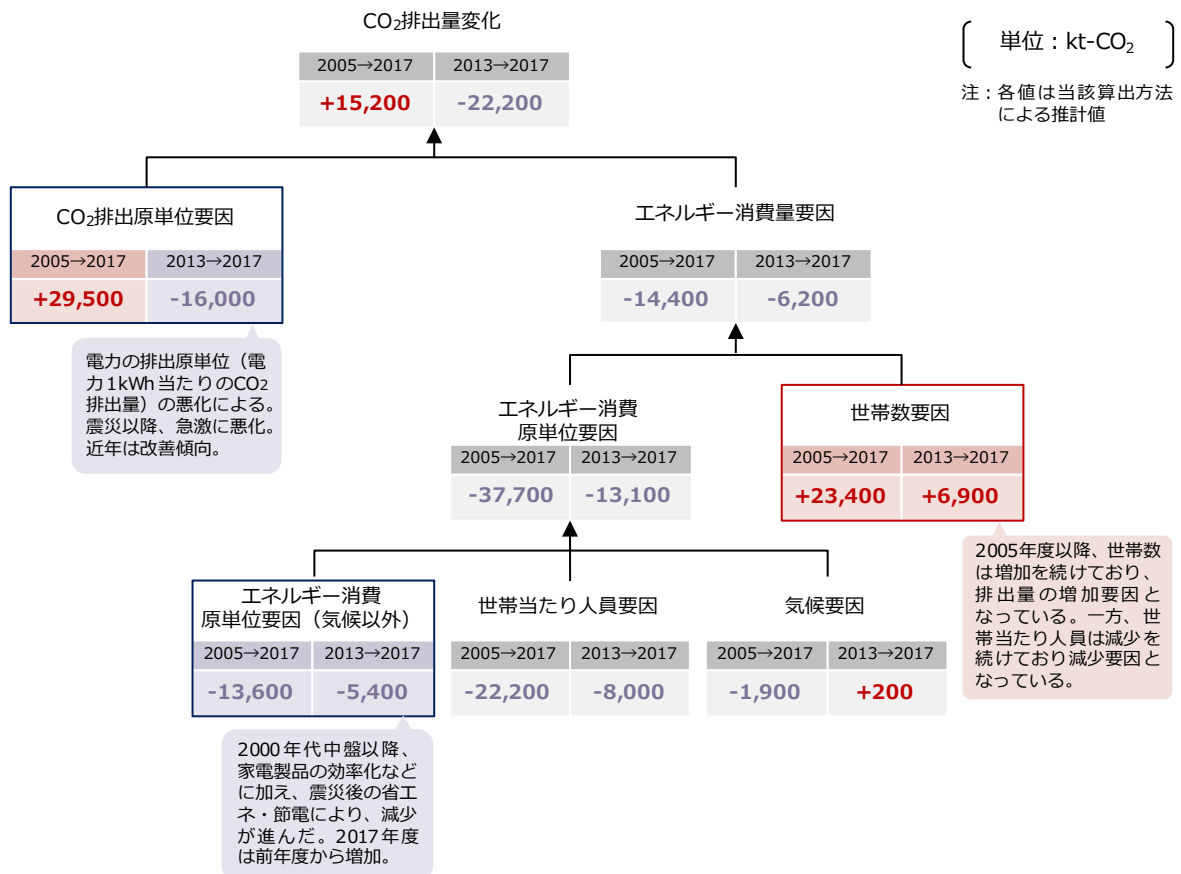 CO₂排出量変化
2005→2017 2013→2017
+15,200 -22,200
単位：kt-CO₂
注：各値は当該算出方法
による推計値
CO₂排出原単位要因
2005→2017 2013→2017
+29,500 -16,000
電力の排出原単位（電
力1kWh当たりのCO₂
排出量）の悪化による。
震災以降、急激に悪化。
近年は改善傾向。
エネルギー消費量要因
2005→2017 2013→2017
-14,400 -6,200
エネルギー消費
原単位要因
2005→2017 2013→2017
-37,700 -13,100
世帯数要因
2005→2017 2013→2017
+23,400 +6,900
2005年度以降、世帯数
は増加を続けており、
排出量の増加要因と
なっている。一方、世
帯当たり人員は減少を
続けており減少要因と
なっている。
エネルギー消費
原単位要因（気候以外）
2005→2017 2013→2017
-13,600 -5,400
2000年代中盤以降、
家電製品の効率化などに
加え、震災後の省エ
ネ・節電により、減少
が進んだ。2017年度
は前年度から増加。
世帯当たり人員要因
2005→2017 2013→2017
-22,200 -8,000
気候要因
2005→2017 2013→2017
-1,900 +200